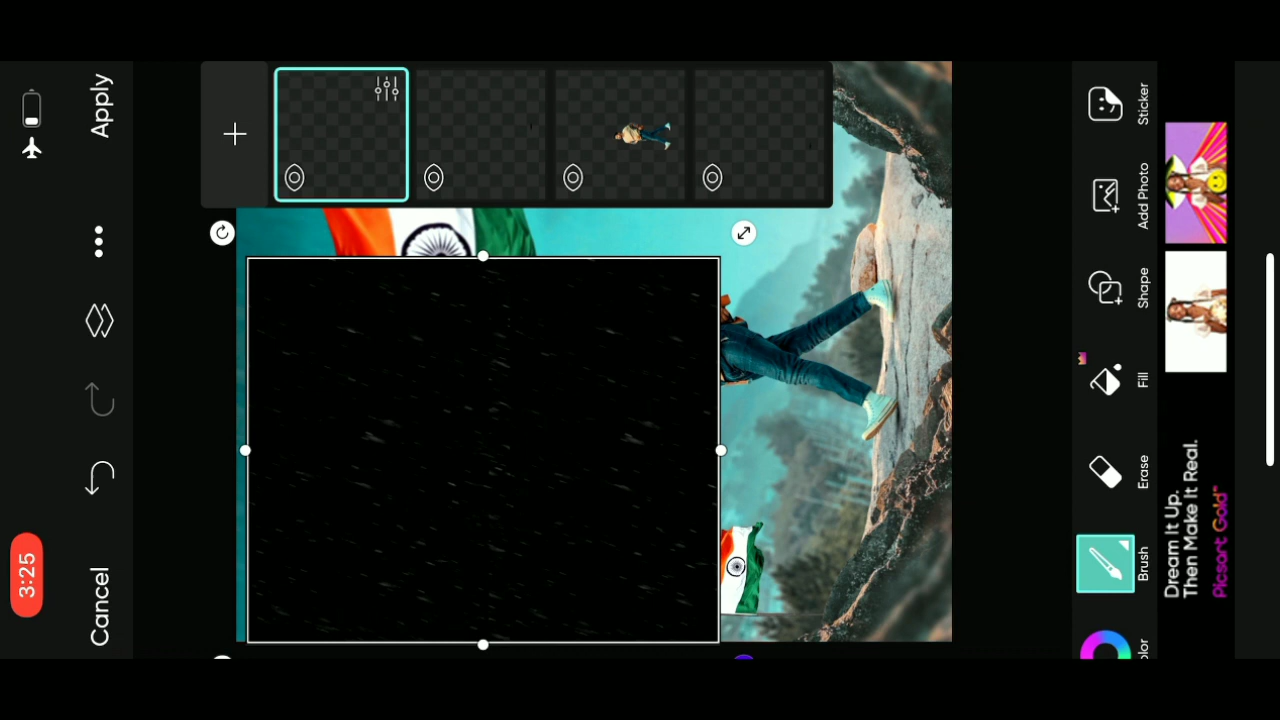 3:25
Cancel
Apply
Color
Brush
Erase
Fill
Shape
Add Photo
Sticker
Dream It Up.
Then Make It Real.
Picsart Gold